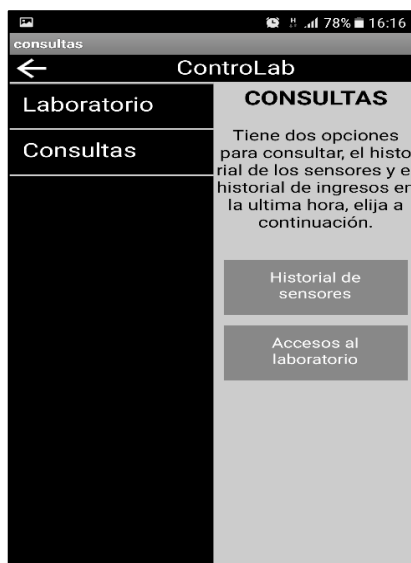 78% 16:16
consultas
ControLab
Laboratorio
Consultas
CONSULTAS
Tiene dos opciones
para consultar, el histo
rial de los sensores y e
historial de ingresos en
la ultima hora, elija a
continuación.
Historial de
sensores
Accesos al
laboratorio